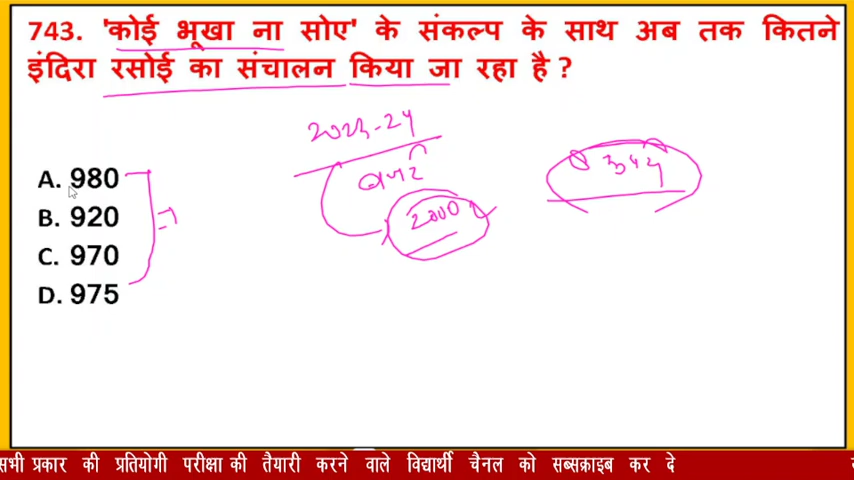 743. 'कोई भूखा ना सोए' के संकल्प के साथ अब तक कितने
इंदिरा रसोई का संचालन किया जा रहा है ?
2023-24
बजट
2000
A. 980
B. 920
C. 970
D. 975
सभी प्रकार की प्रतियोगी परीक्षा की तैयारी करने वाले विद्यार्थी चैनल को सब्सक्राइब कर दे